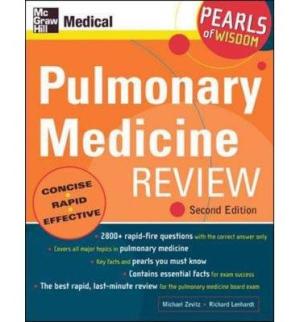 Mc
Graw
Hill
Medical
PEARLS
of WISDOM
Pulmonary
Medicine
REVIEW
Second Edition
CONCISE
• RAPID
EFFECTIVE
• 2800+ rapid-fire questions with the correct answer only
• Covers all major topics in pulmonary medicine
• Key facts and pearls you must know
• Contains essential facts for exam success
• The best rapid, last-minute review for the pulmonary medicine board exam
Michael Zevitz • Richard Lenhardt